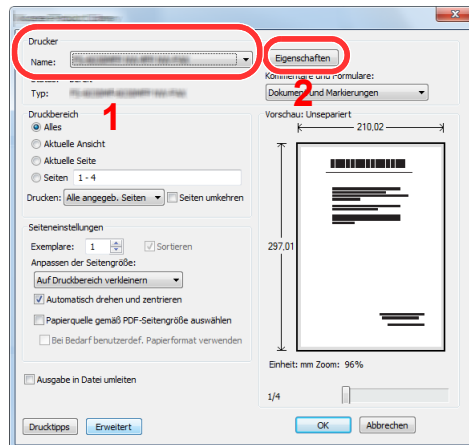 Drucker
Name:
Eigenschaften
Kommentare und Formulare:
Typ:
Dokument und Markierungen
1
2
Druckbereich
Alles
Aktuelle Ansicht
Aktuelle Seite
Seiten 1 - 4
Drucken: Alle angegeb. Seiten Seiten umkehren
Vorschau: Unsepariert
210,02
297,01
Seiteneinstellungen
Exemplare: 1 Sortieren
Anpassen der Seitengröße:
Auf Druckbereich verkleinern
Automatisch drehen und zentrieren
Papierquelle gemäß PDF-Seitengröße auswählen
Bei Bedarf benutzerdef. Papierformat verwenden
Einheit: mm Zoom: 96%
Ausgabe in Datei umleiten
1/4
Drucktipps Erweitert OK Abbrechen